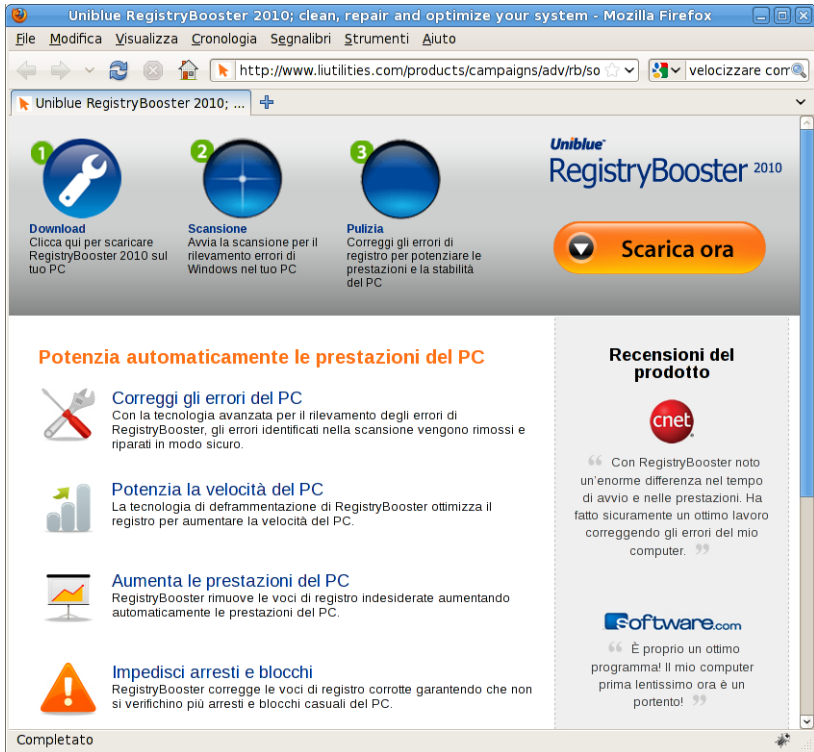 Uniblue RegistryBooster 2010; clean, repair and optimize your system - Mozilla Firefox
File Modifica Visualizza Cronologia Segnalibri Strumenti Aiuto
http://www.liutilities.com/products/campaigns/adv/rb/so
velocizzare com
Uniblue RegistryBooster 2010; ...
1
Download
Clicca qui per scaricare
RegistryBooster 2010 sul
tuo PC
2
Scansione
Avvia la scansione per il
rilevamento errori di
Windows nel tuo PC
3
Pulizia
Correggi gli errori di
registro per potenziare le
prestazioni e la stabilità
del PC
Uniblue
RegistryBooster 2010
Scarica ora
Potenzia automaticamente le prestazioni del PC
Correggi gli errori del PC
Con la tecnologia avanzata per il rilevamento degli errori di
RegistryBooster, gli errori identificati nella scansione vengono rimossi e
riparati in modo sicuro.
Potenzia la velocità del PC
La tecnologia di deframmentazione di RegistryBooster ottimizza il
registro per aumentare la velocità del PC.
Aumenta le prestazioni del PC
RegistryBooster rimuove le voci di registro indesiderate aumentando
automaticamente le prestazioni del PC.
Impedisci arresti e blocchi
RegistryBooster corregge le voci di registro corrotte garantendo che non
si verifichino più arresti e blocchi casuali del PC.
Recensioni del
prodotto
cnet
“ Con RegistryBooster noto
un'enorme differenza nel tempo
di avvio e nelle prestazioni. Ha
fatto sicuramente un ottimo lavoro
correggendo gli errori del mio
computer. ”
Software.com
“ È proprio un ottimo
programma! Il mio computer
prima lentissimo ora è un
portento! ”
Completato